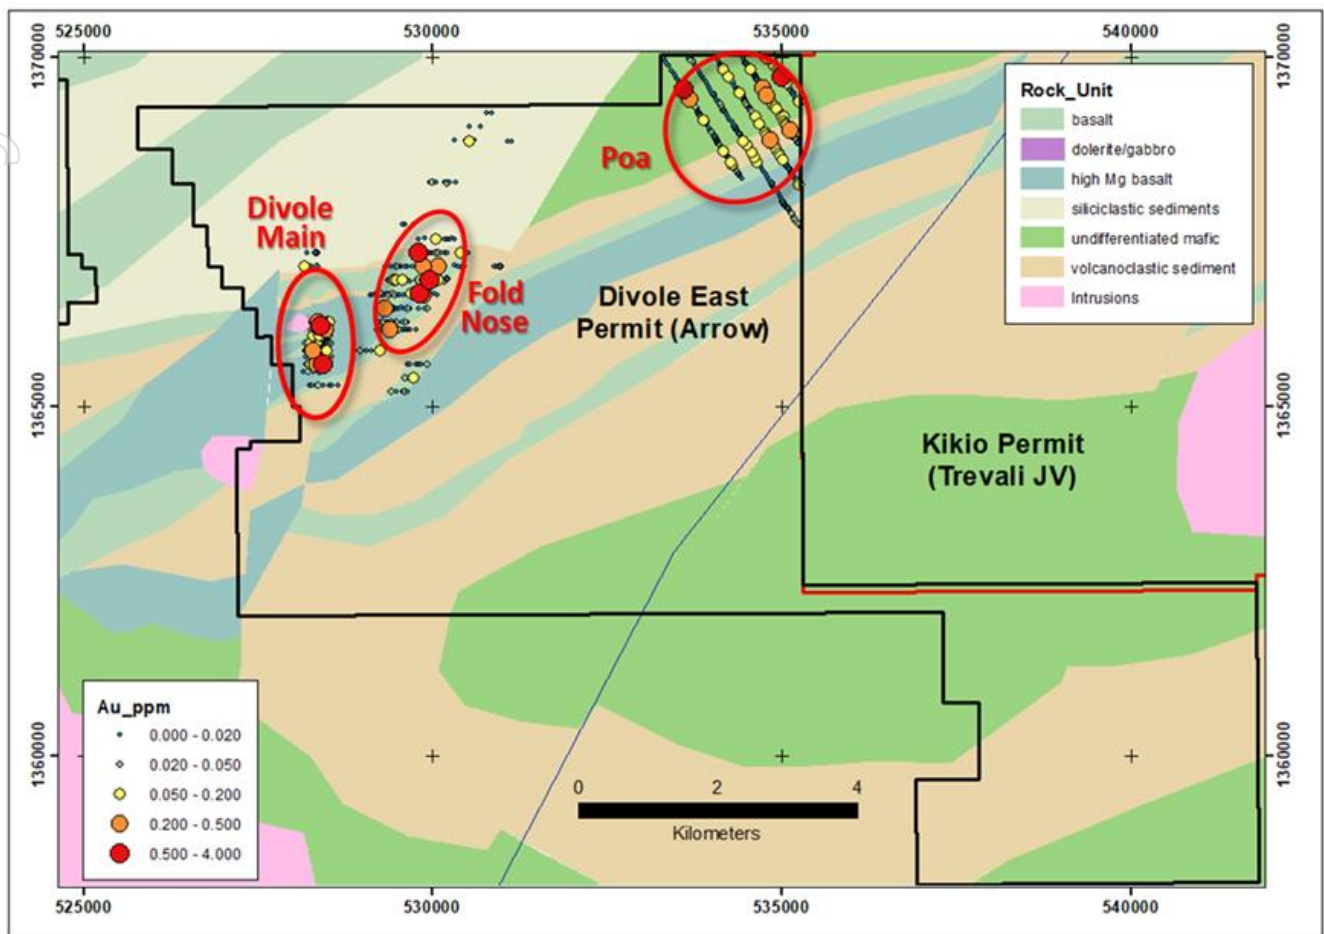 525000
530000
535000
540000
1370000
1370000
Rock_Unit
basalt
dolerite/gabbro
high Mg basalt
siliciclastic sediments
undifferentiated mafic
volcanoclastic sediment
Intrusions
Poa
Divole
Main
Fold
Nose
Divole East
Permit (Arrow)
1365000
1365000
Kikio Permit
(Trevali JV)
Au_ppm
0.000 - 0.020
0.020 - 0.050
0.050 - 0.200
0.200 - 0.500
0.500 - 4.000
1360000
1360000
0
2
4
Kilometers
525000
530000
535000
540000